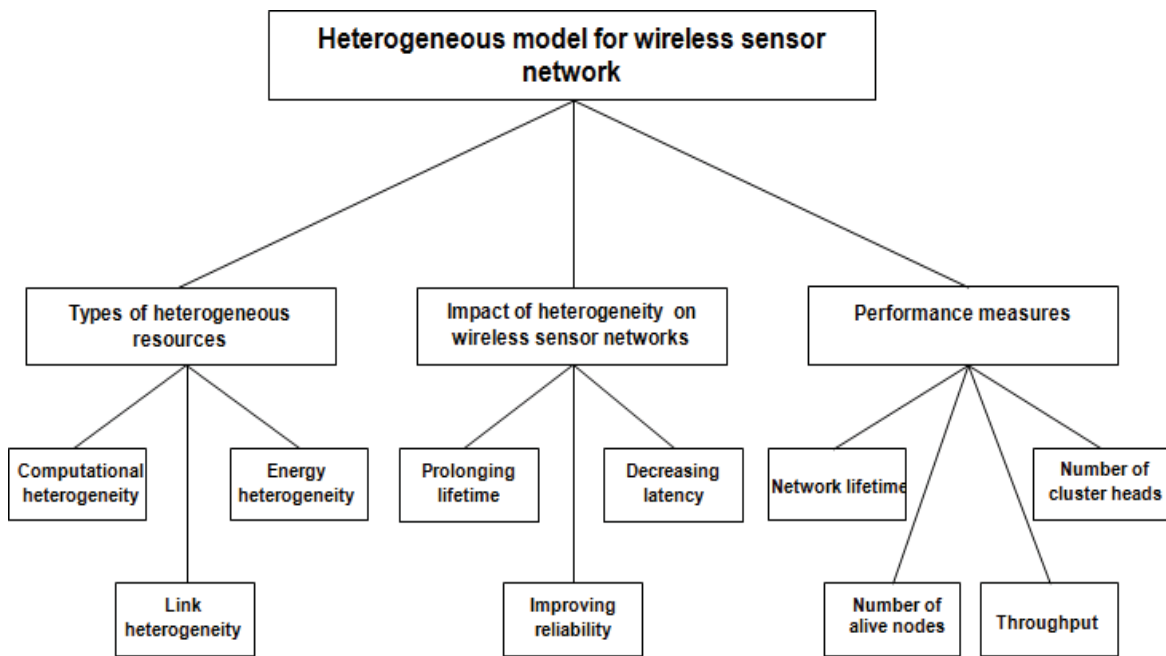 Heterogeneous model for wireless sensor
network
Types of heterogeneous
resources
Impact of heterogeneity on
wireless sensor networks
Performance measures
Computational
heterogeneity
Energy
heterogeneity
Prolonging
lifetime
Decreasing
latency
Network lifetime
Number of
cluster heads
Link
heterogeneity
Improving
reliability
Number of
alive nodes
Throughput